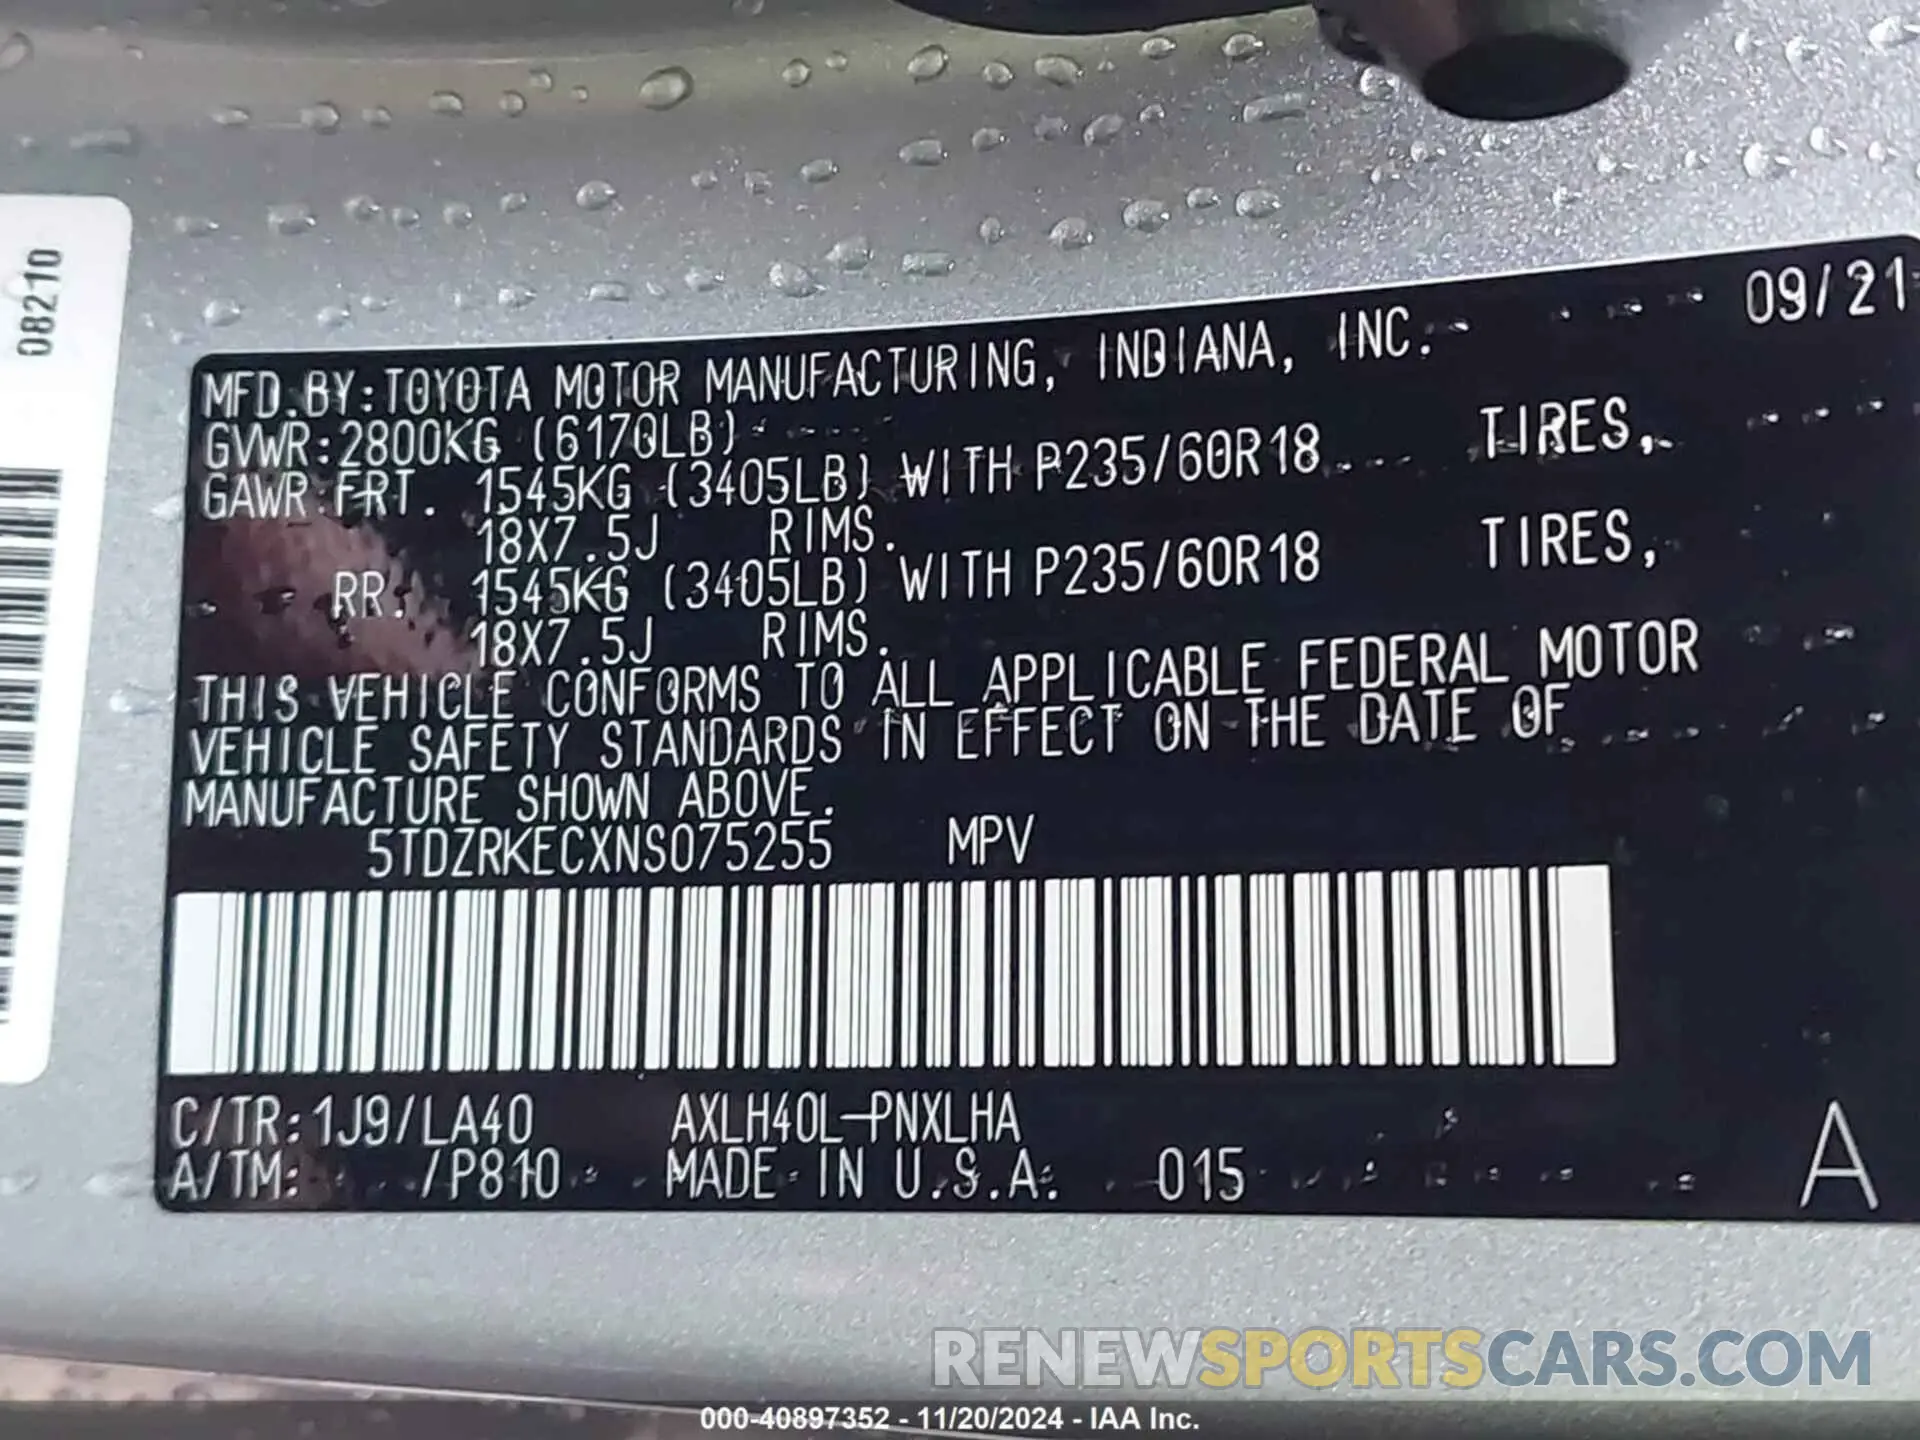 08210
09/21
MFD.BY:TOYOTA MOTOR MANUFACTURING, INDIANA, INC.
GVWR:2800KG (6170LB)
GAWR:FRT. 1545KG (3405LB) WITH P235/60R18 TIRES,
18X7.5J RIMS.
RR. 1545KG (3405LB) WITH P235/60R18 TIRES,
18X7.5J RIMS.
THIS VEHICLE CONFORMS TO ALL APPLICABLE FEDERAL MOTOR
VEHICLE SAFETY STANDARDS IN EFFECT ON THE DATE OF
MANUFACTURE SHOWN ABOVE.
5TDZRKECXNS075255 MPV
C/TR:1J9/LA40 AXLH40L-PNXLHA
A/TM: /P810 MADE IN U.S.A. 015 A
RENEWSPORTSCARS.COM
000-40897352 - 11/20/2024 - IAA Inc.